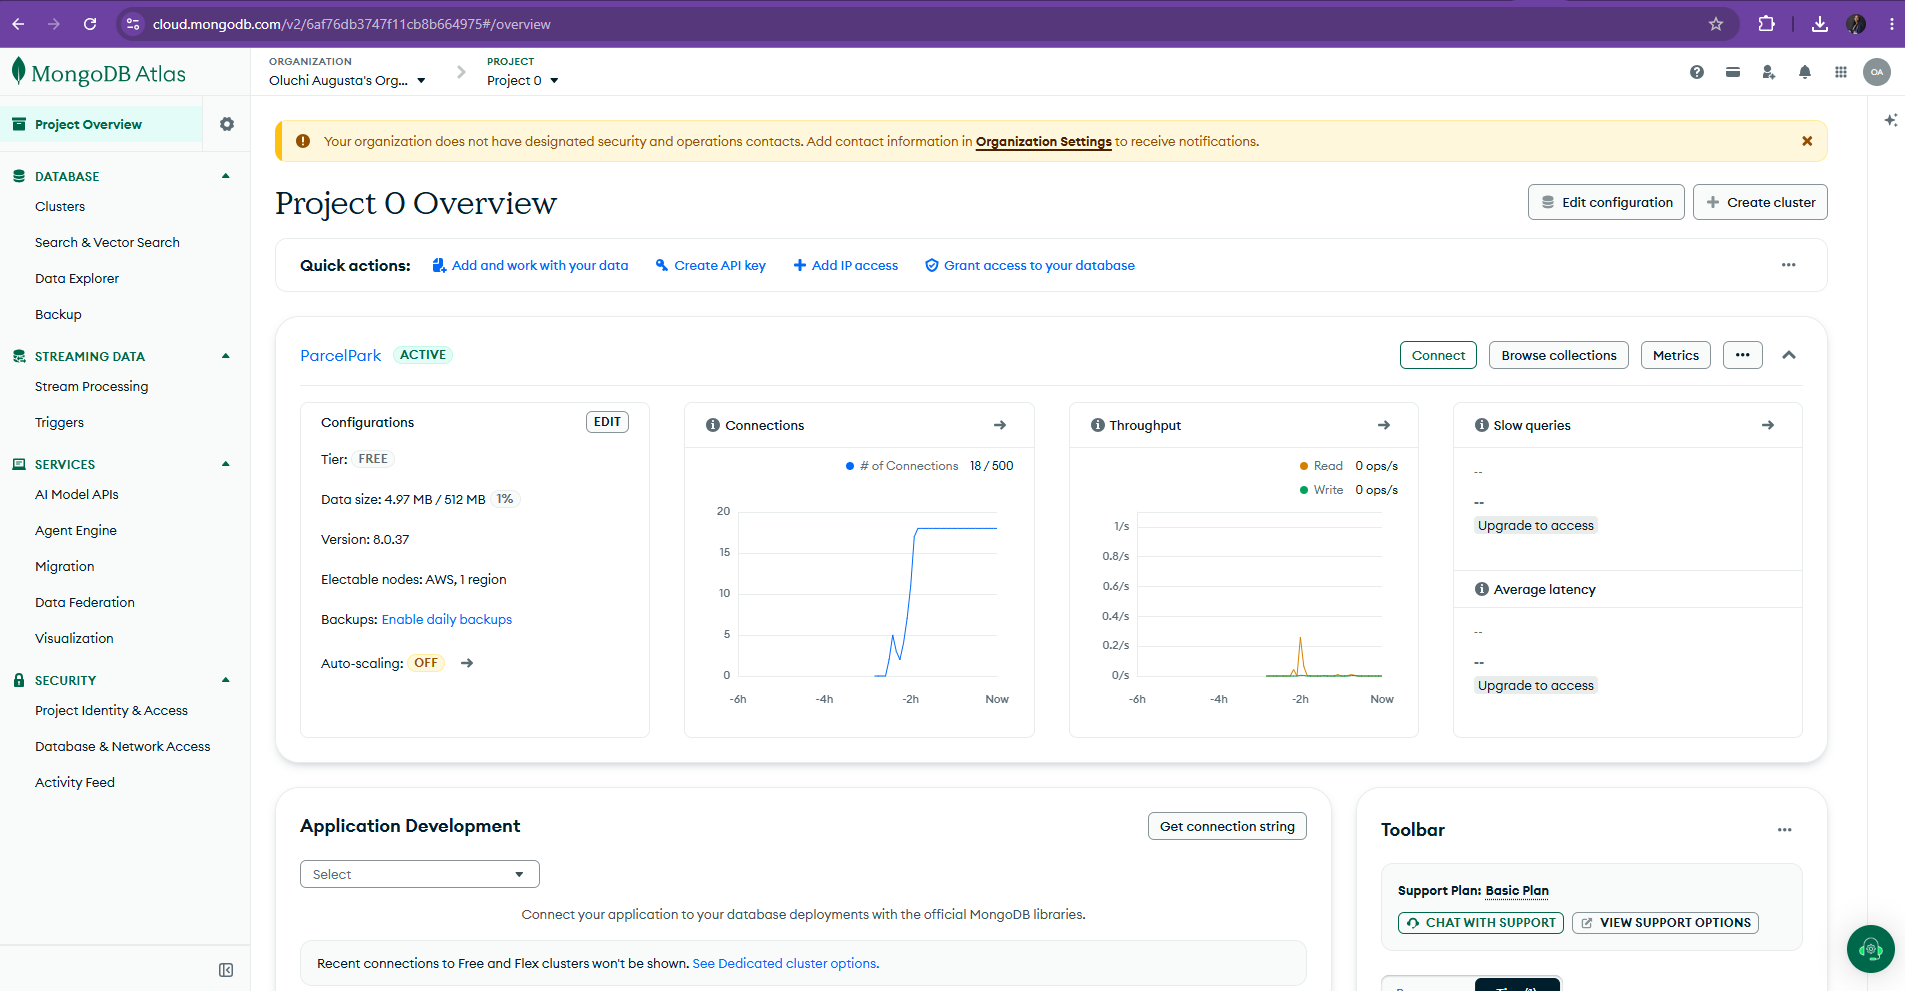 cloud.mongodb.com/v2/6af76db3747f11cb8b664975#/overview
MongoDB Atlas
ORGANIZATION
Oluchi Augusta's Org...
PROJECT
Project 0
OA
Project Overview
DATABASE
Clusters
Search & Vector Search
Data Explorer
Backup
STREAMING DATA
Stream Processing
Triggers
SERVICES
AI Model APIs
Agent Engine
Migration
Data Federation
Visualization
SECURITY
Project Identity & Access
Database & Network Access
Activity Feed
Your organization does not have designated security and operations contacts. Add contact information in Organization Settings to receive notifications.
Project 0 Overview
Edit configuration
Create cluster
Quick actions:
Add and work with your data
Create API key
Add IP access
Grant access to your database
ParcelPark
ACTIVE
Connect
Browse collections
Metrics
Configurations
EDIT
Tier: FREE
Data size: 4.97 MB / 512 MB 1%
Version: 8.0.37
Electable nodes: AWS, 1 region
Backups: Enable daily backups
Auto-scaling: OFF
Connections
# of Connections 18 / 500
20
15
10
5
0
-6h -4h -2h Now
Throughput
Read 0 ops/s
Write 0 ops/s
1/s
0.8/s
0.6/s
0.4/s
0.2/s
0/s
-6h -4h -2h Now
Slow queries
--
--
Upgrade to access
Average latency
--
--
Upgrade to access
Application Development
Get connection string
Select
Connect your application to your database deployments with the official MongoDB libraries.
Recent connections to Free and Flex clusters won't be shown. See Dedicated cluster options.
Toolbar
Support Plan: Basic Plan
CHAT WITH SUPPORT
VIEW SUPPORT OPTIONS